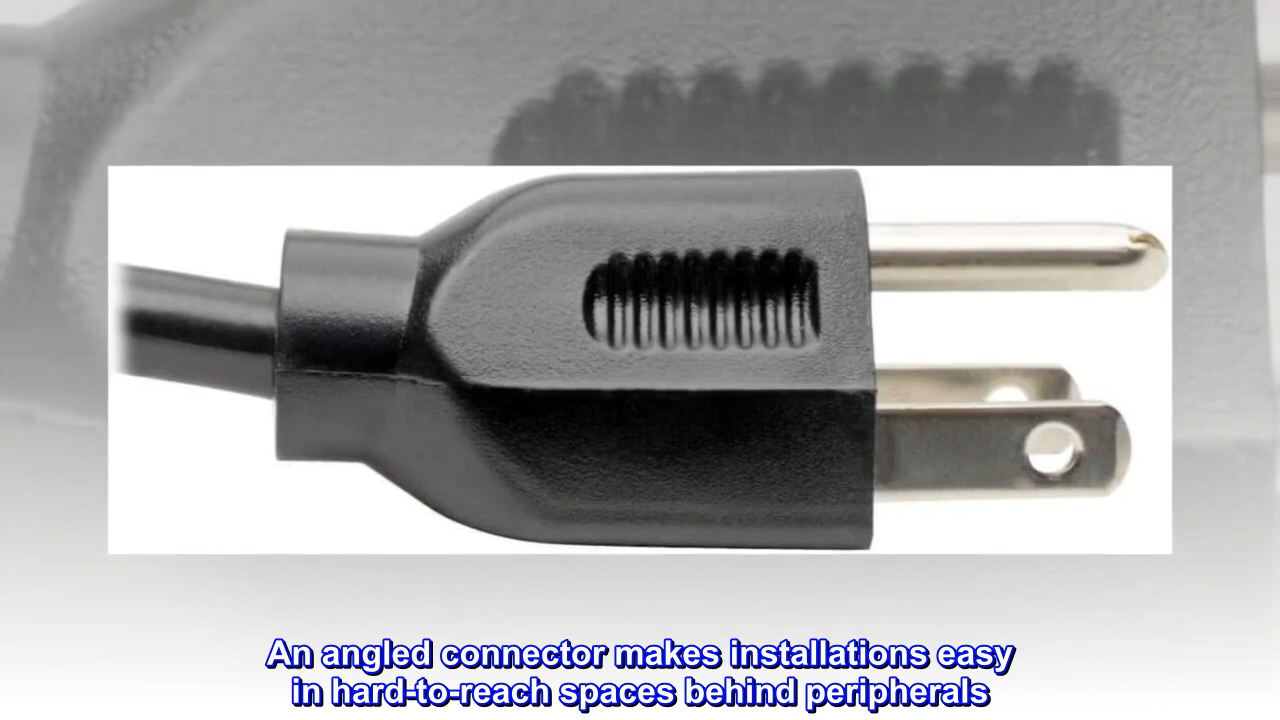 An angled connector makes installations easy
in hard-to-reach spaces behind peripherals